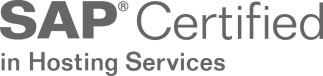 SAP® Certified
in Hosting Services